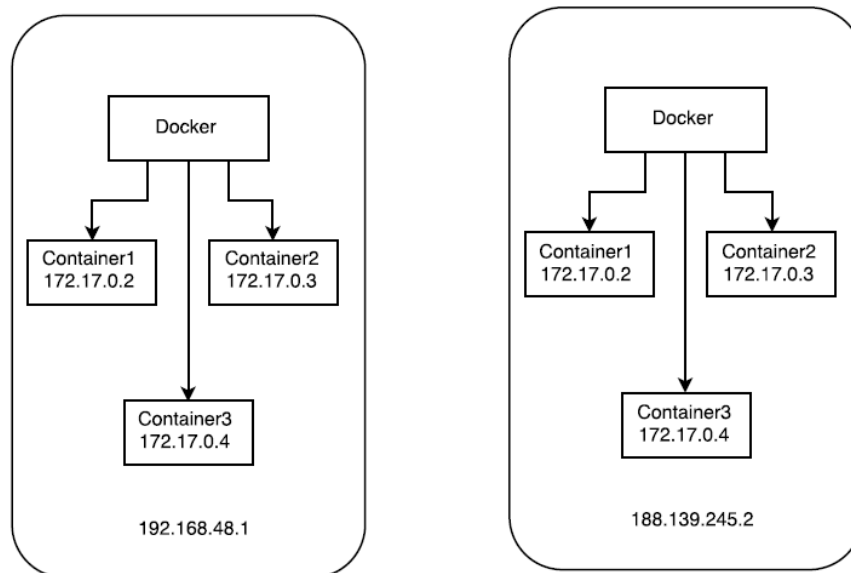 Docker
Container1
172.17.0.2
Container2
172.17.0.3
Container3
172.17.0.4
192.168.48.1
Docker
Container1
172.17.0.2
Container2
172.17.0.3
Container3
172.17.0.4
188.139.245.2